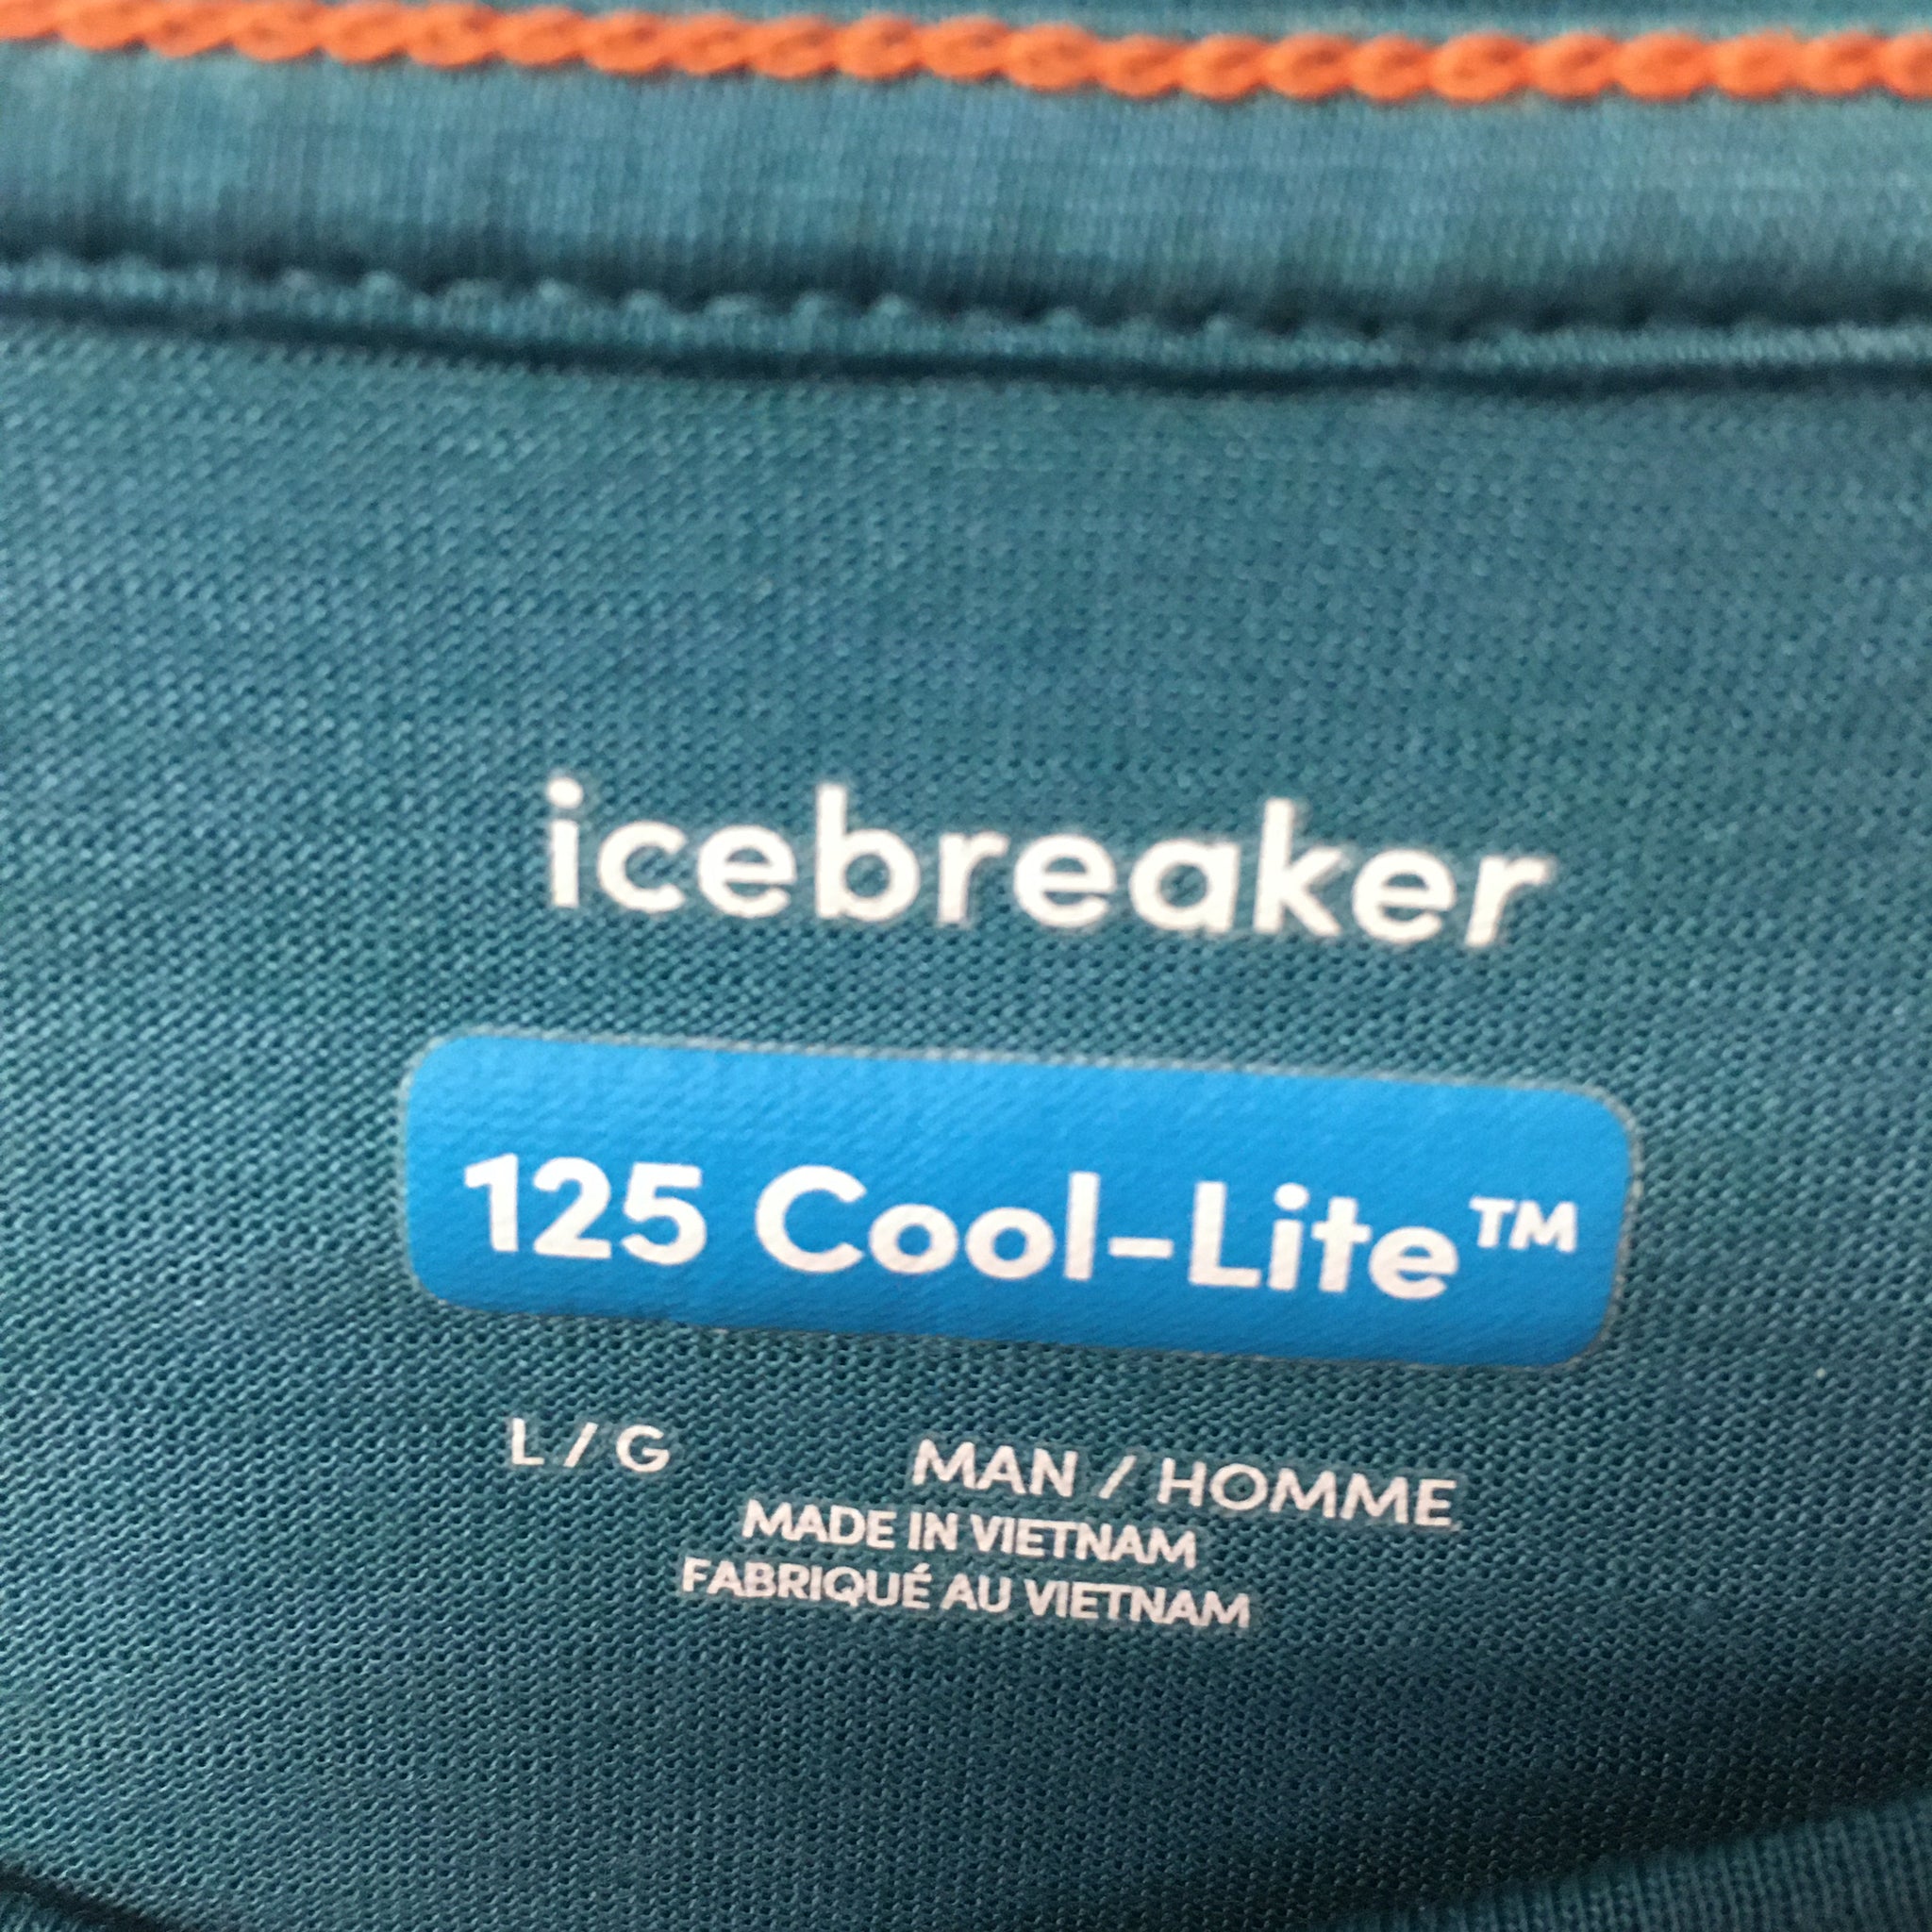 icebreaker
125 Cool-Lite™
L / G MAN / HOMME
MADE IN VIETNAM
FABRIQUÉ AU VIETNAM